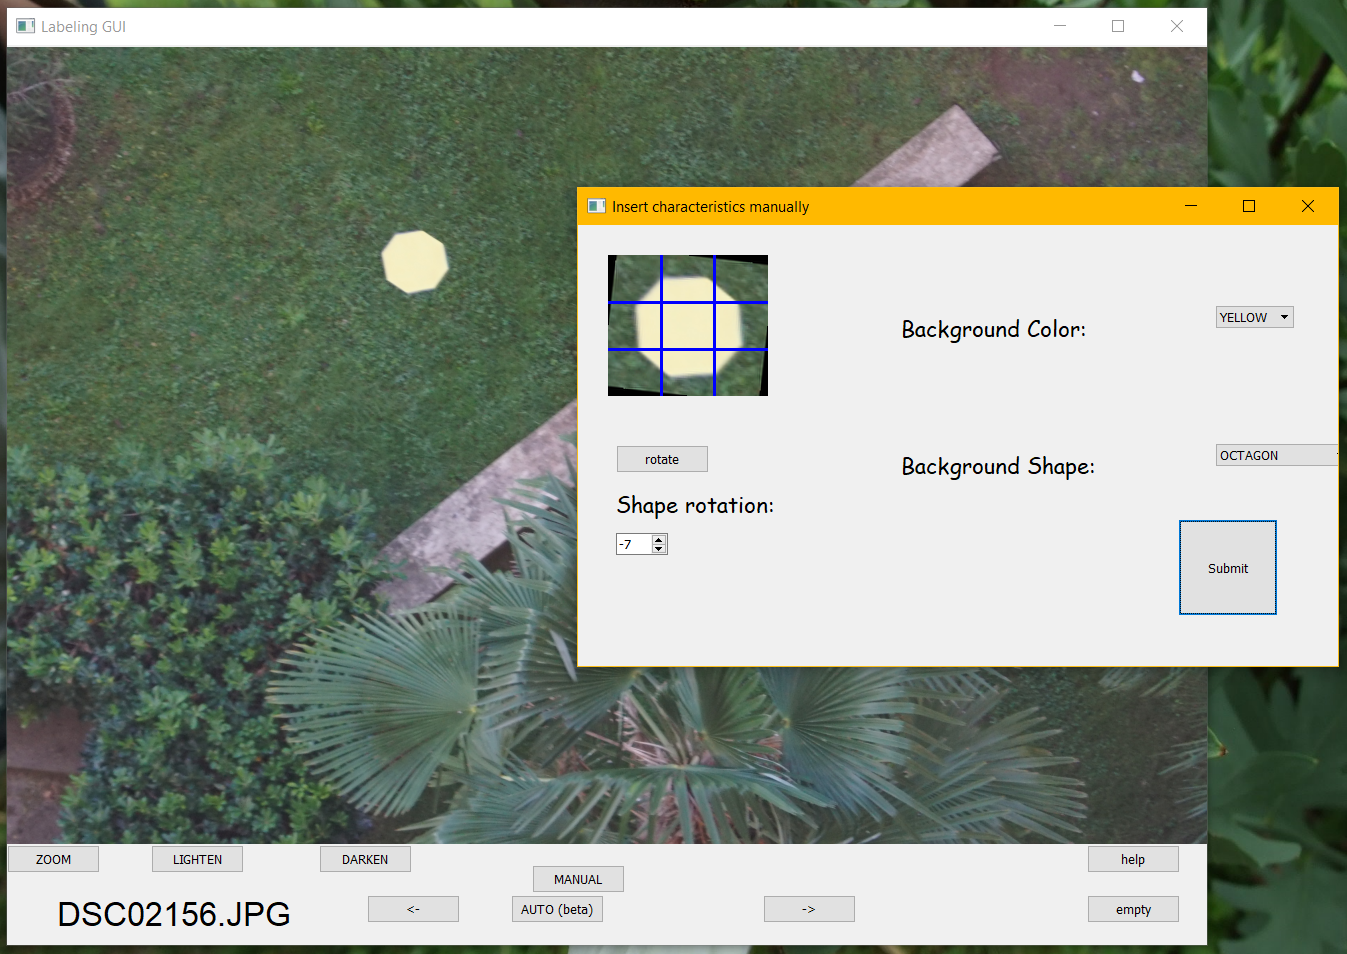 Labeling GUI
Insert characteristics manually
Background Color:
YELLOW
rotate
Background Shape:
OCTAGON
Shape rotation:
-7
Submit
ZOOM
LIGHTEN
DARKEN
help
MANUAL
DSC02156.JPG
<-
AUTO (beta)
->
empty